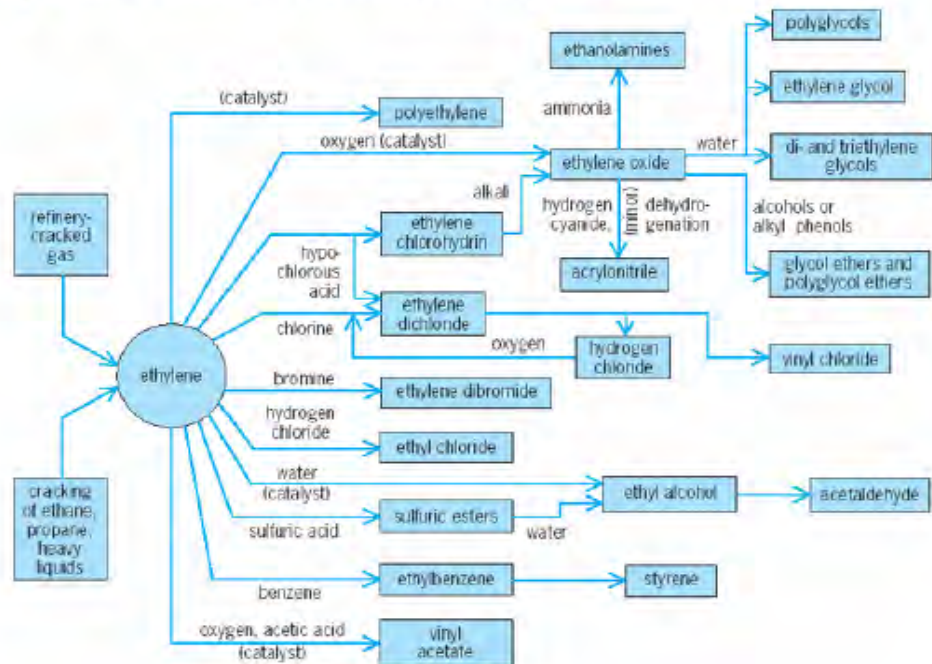 polyglycols
ethanolamines
(catalyst)
ethylene glycol
polyethylene
ammonia
oxygen (catalyst)
water
di- and triethylene
glycols
ethylene oxide
alkali
refinery-
cracked
gas
ethylene
chlorohydrin
hydrogen
cyanide,
(minor)
dehydro-
genation
alcohols or
alkyl phenols
hypo-
chlorous
acid
acrylonitrile
glycol ethers and
polyglycol ethers
ethylene
dichloride
chlorine
oxygen
hydrogen
chloride
vinyl chloride
ethylene
bromine
ethylene dibromide
hydrogen
chloride
ethyl chloride
water
(catalyst)
ethyl alcohol
acetaldehyde
cracking
of ethane,
propane,
heavy
liquids
sulfuric acid
sulfuric esters
water
benzene
ethylbenzene
styrene
oxygen, acetic acid
(catalyst)
vinyl
acetate